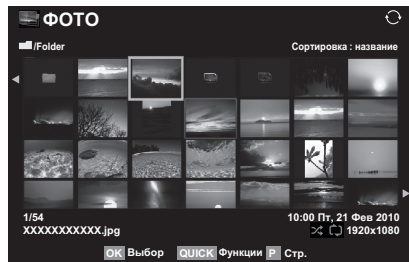 ФОТО
/Folder
Сортировка : название
1/54
10:00 Пт, 21 Фев 2010
XXXXXXXXXXX.jpg
1920x1080
OK Выбор QUICK Функции P Стр.